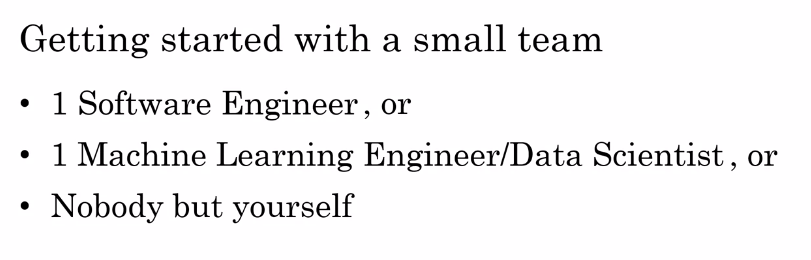 Getting started with a small team
• 1 Software Engineer, or
• 1 Machine Learning Engineer/Data Scientist, or
• Nobody but yourself